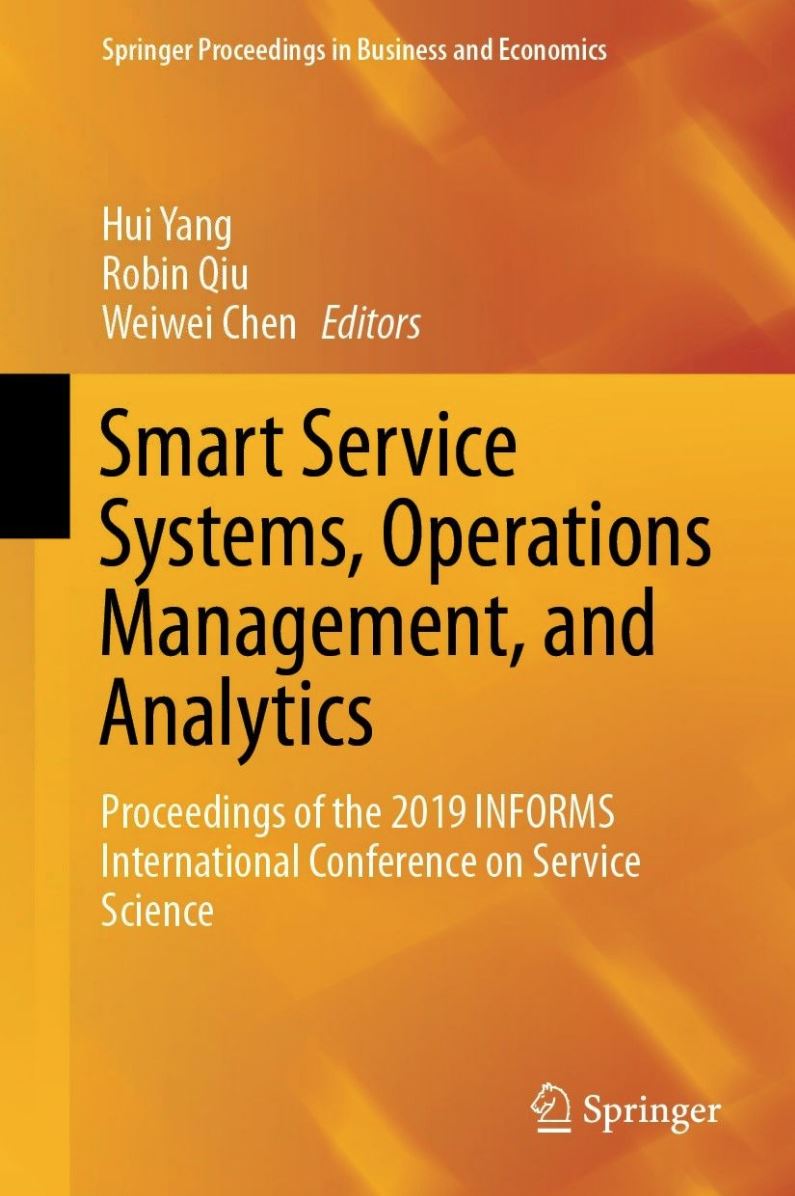 Springer Proceedings in Business and Economics
Hui Yang
Robin Qiu
Weiwei Chen Editors
Smart Service
Systems, Operations
Management, and
Analytics
Proceedings of the 2019 INFORMS
International Conference on Service
Science
Springer